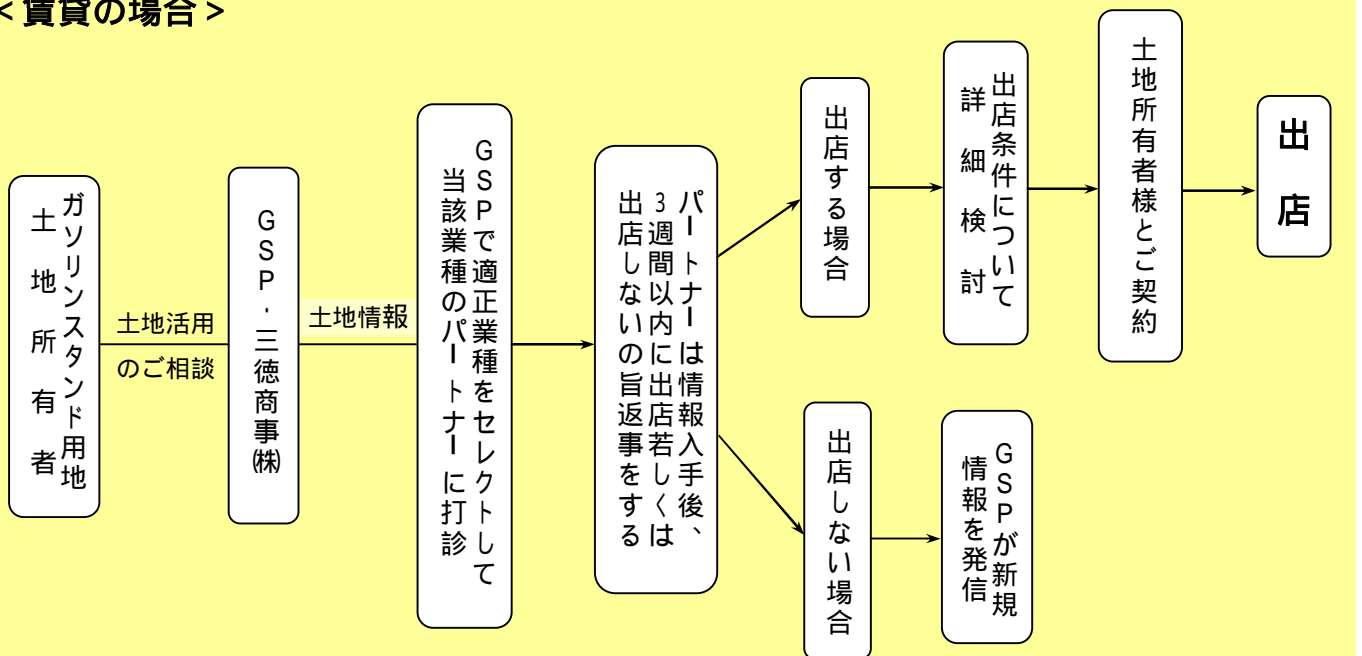 <賃貸の場合>
ガソリンスタンド用地
土地所有者
土地活用
のご相談
GSP・三徳商事㈱
土地情報
GSPで適正業種をセレクトして
当該業種のパートナーに打診
パートナーは情報入手後、
3週間以内に出店若しくは
出店しないの旨返事をする
出店する場合
出店条件について
詳細検討
土地所有者様とご契約
出店
出店しない場合
GSPが新規
情報を発信